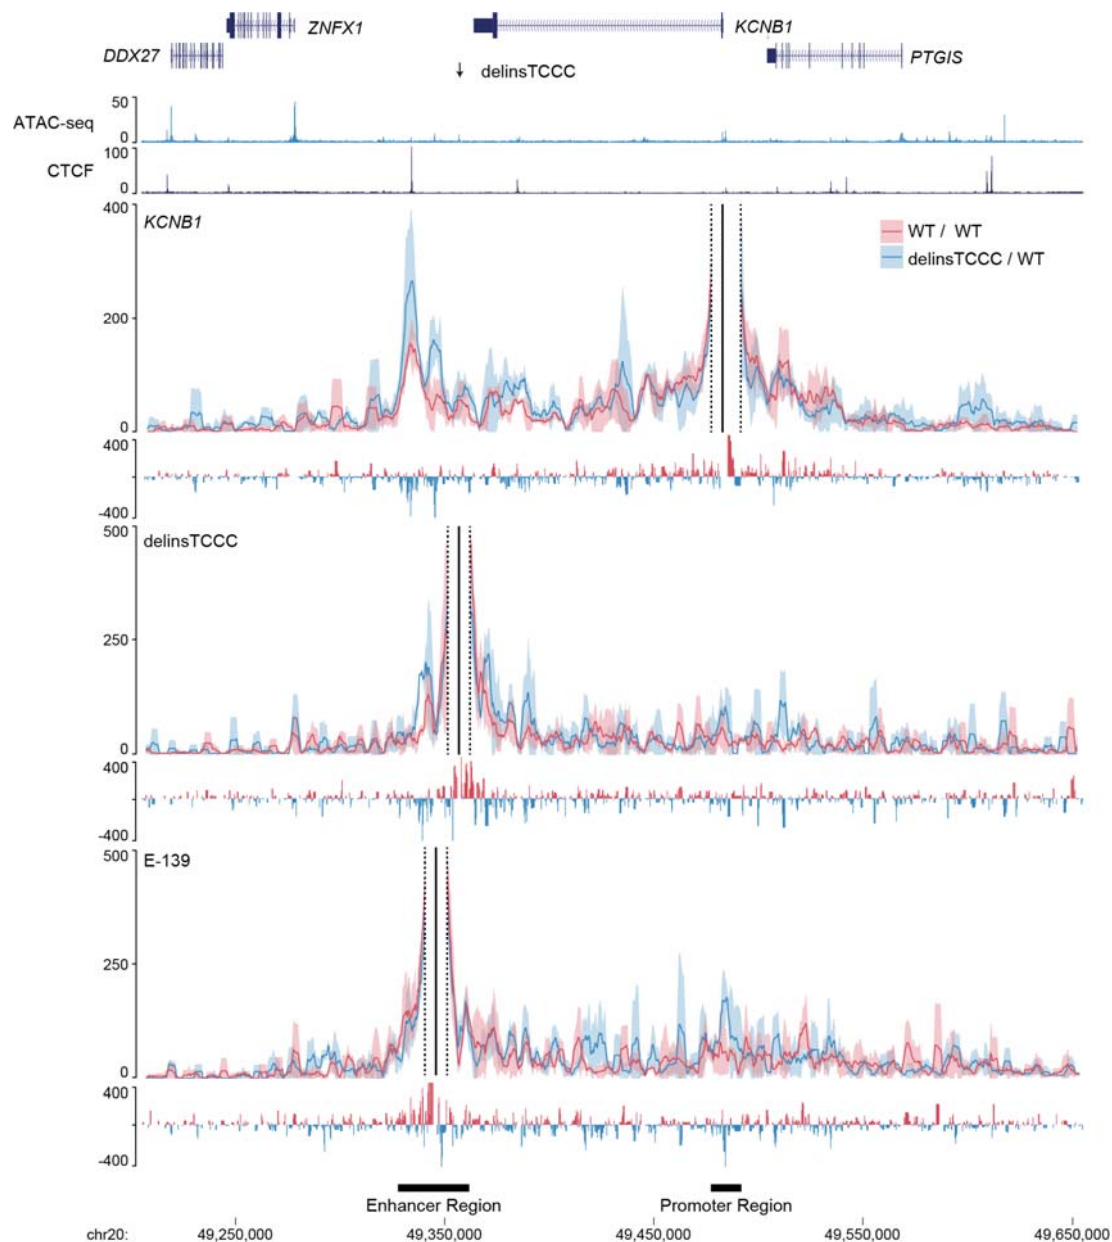 ZNFX1
KCNB1
DDX27
PTGIS
delinsTCCC
ATAC-seq
50
0
CTCF
100
0
400
KCNB1
WT / WT
delinsTCCC / WT
200
0
400
-400
500
delinsTCCC
250
0
400
-400
500
E-139
250
0
400
-400
Enhancer Region
Promoter Region
chr20:
49,250,000
49,350,000
49,450,000
49,550,000
49,650,000